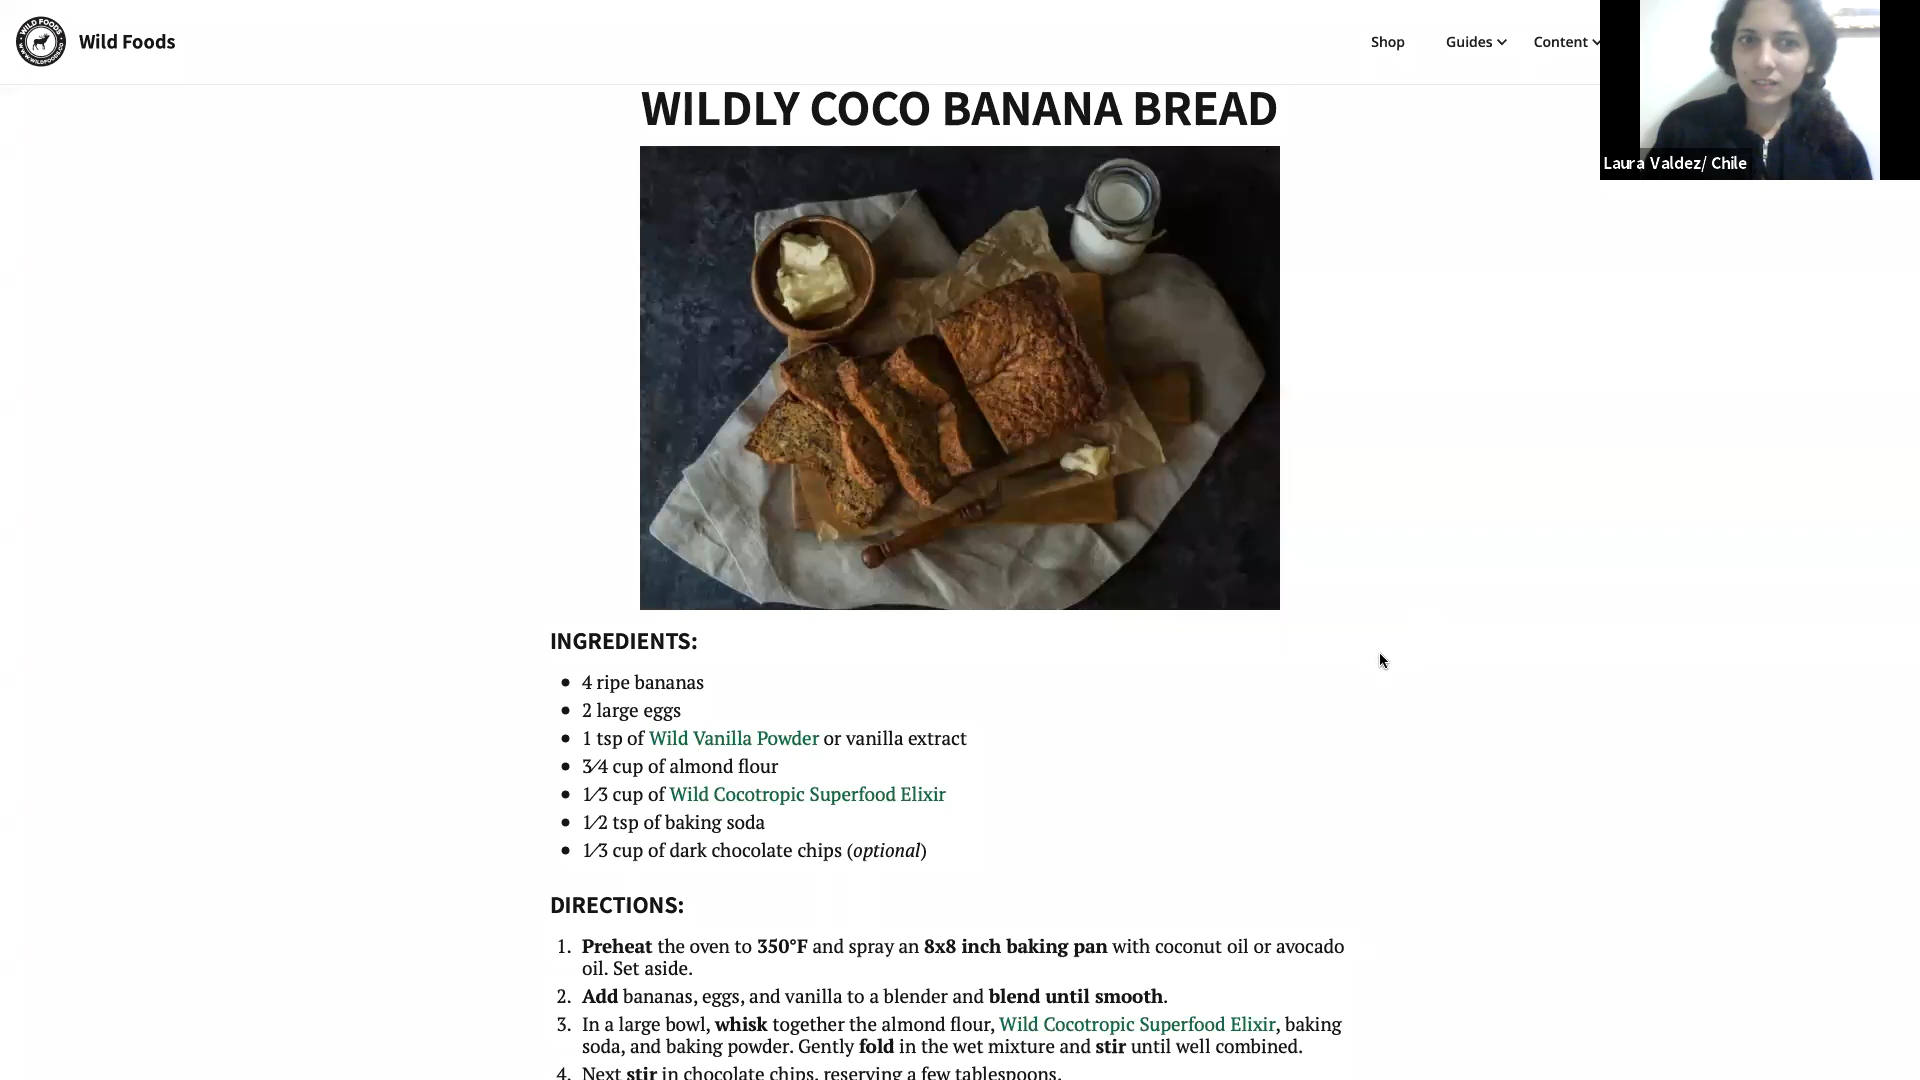 WILD FOODS
Wild Foods
Shop
Guides
Content
Laura Valdez/ Chile
WILDLY COCO BANANA BREAD
INGREDIENTS:
4 ripe bananas
2 large eggs
1 tsp of Wild Vanilla Powder or vanilla extract
3⁄4 cup of almond flour
1⁄3 cup of Wild Cocotropic Superfood Elixir
1⁄2 tsp of baking soda
1⁄3 cup of dark chocolate chips (optional)
DIRECTIONS:
1. Preheat the oven to 350°F and spray an 8x8 inch baking pan with coconut oil or avocado
oil. Set aside.
2. Add bananas, eggs, and vanilla to a blender and blend until smooth.
3. In a large bowl, whisk together the almond flour, Wild Cocotropic Superfood Elixir, baking
soda, and baking powder. Gently fold in the wet mixture and stir until well combined.
4. Next stir in chocolate chips, reserving a few tablespoons.